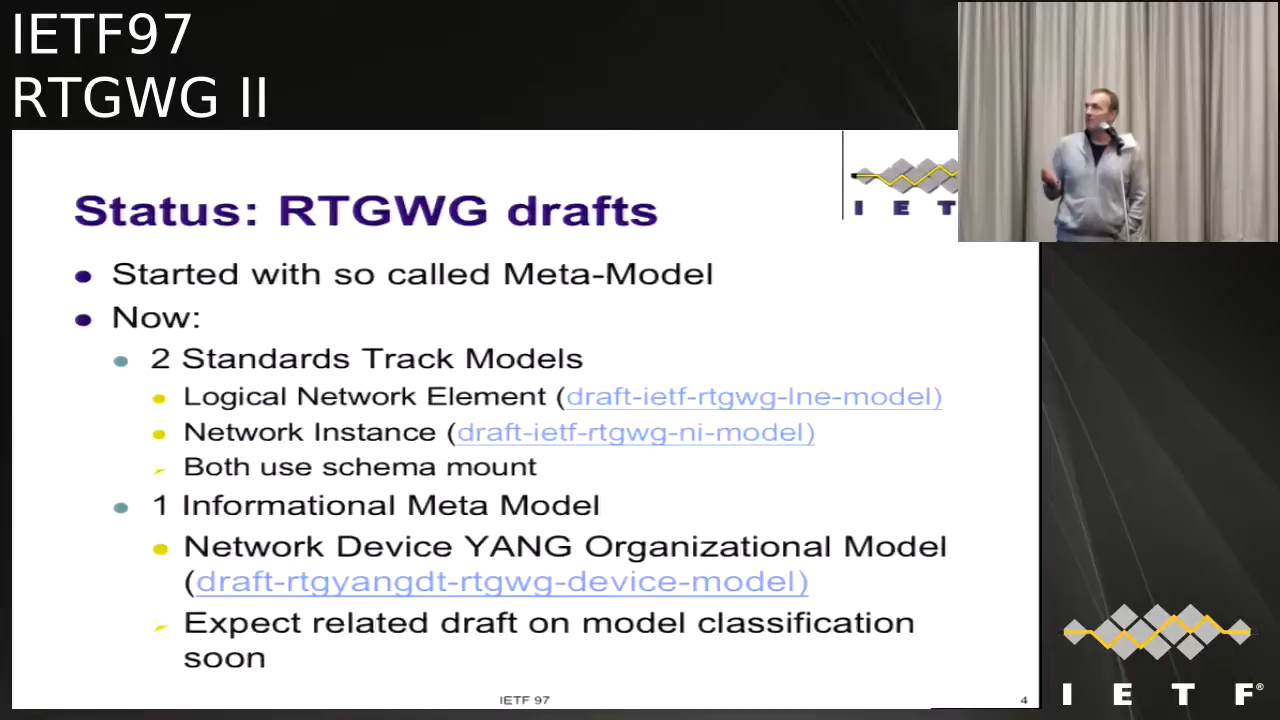 IETF97
RTGWG II
I E T
Status: RTGWG drafts
Started with so called Meta-Model
Now:
2 Standards Track Models
Logical Network Element (draft-ietf-rtgwg-lne-model)
Network Instance (draft-ietf-rtgwg-ni-model)
Both use schema mount
1 Informational Meta Model
Network Device YANG Organizational Model
(draft-rtgyangdt-rtgwg-device-model)
Expect related draft on model classification
soon
IETF 97
4
I E T F®